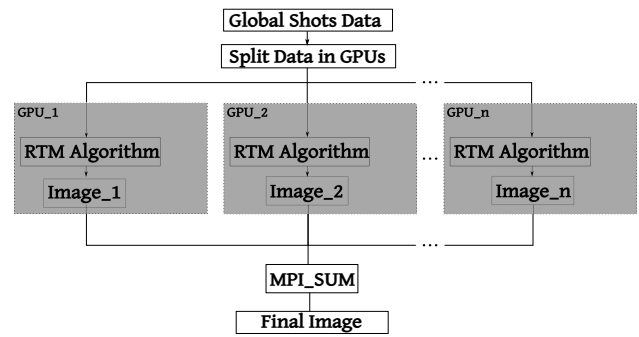 Global Shots Data
Split Data in GPUs
...
GPU_1
GPU_2
GPU_n
RTM Algorithm
RTM Algorithm
...
RTM Algorithm
Image_1
Image_2
Image_n
...
MPI_SUM
Final Image